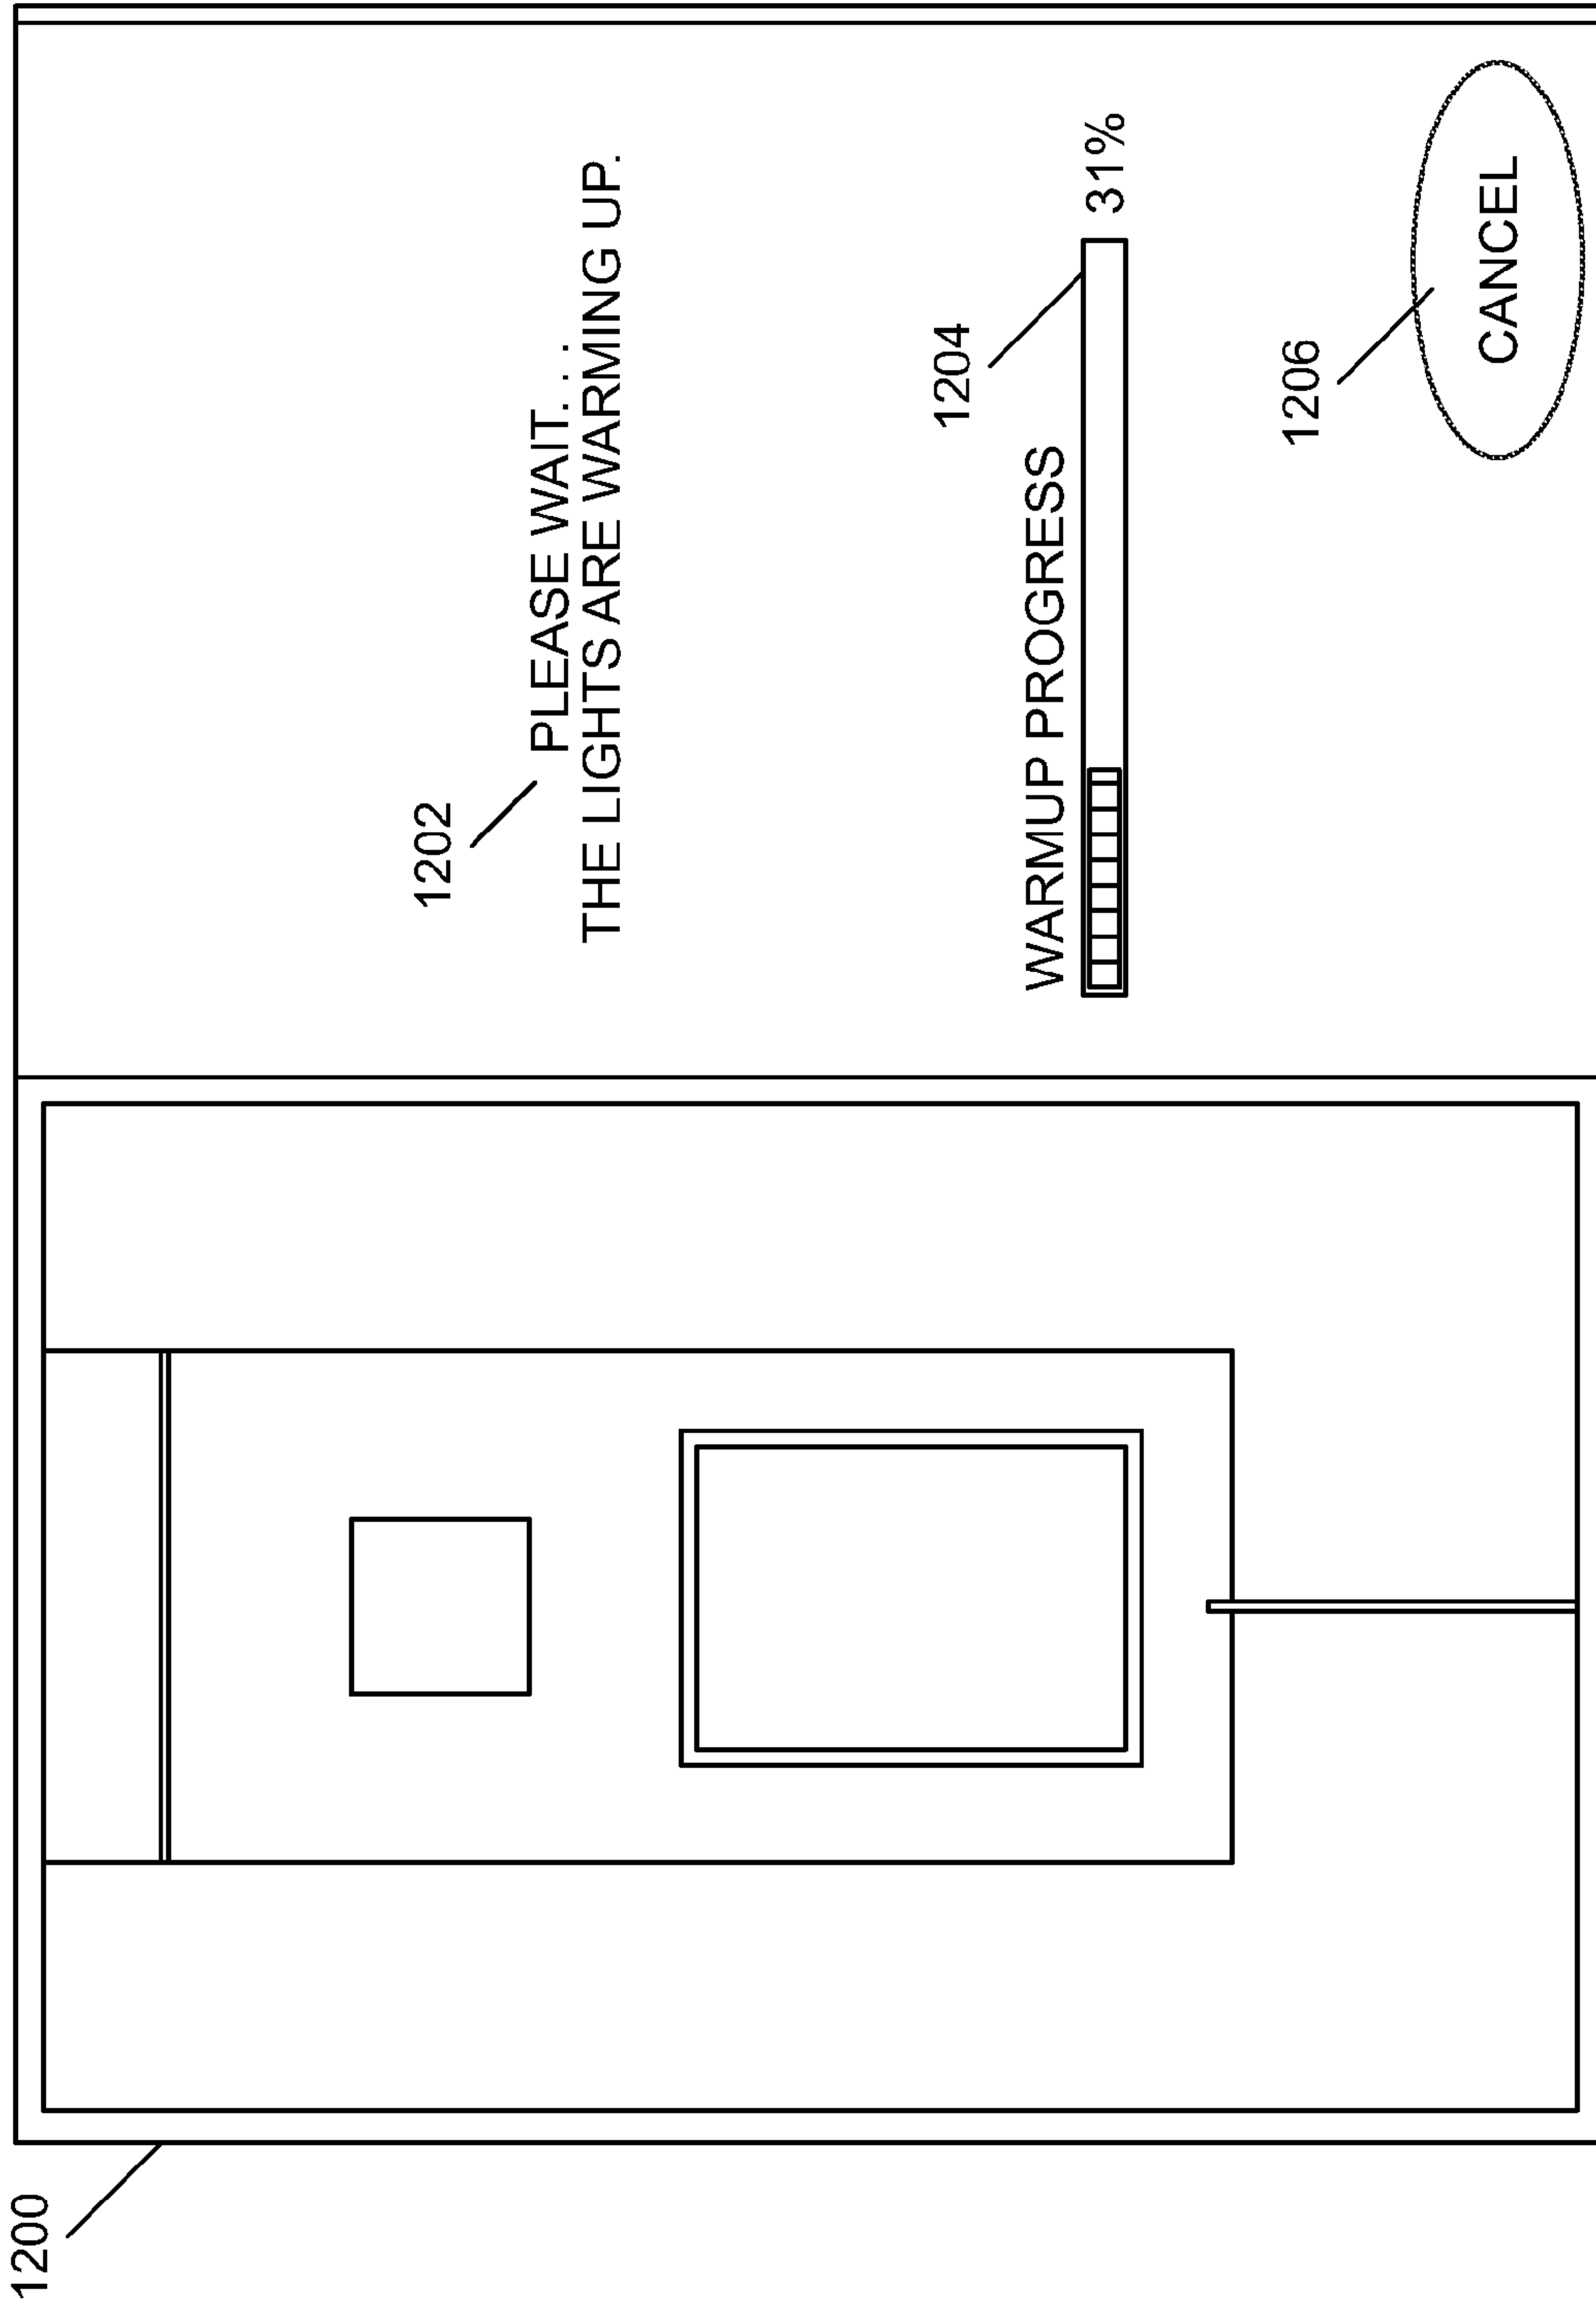 1200
1202
PLEASE WAIT. . . .
THE LIGHTS ARE WARMING UP.
1204
WARMUP PROGRESS
31%
1206
CANCEL